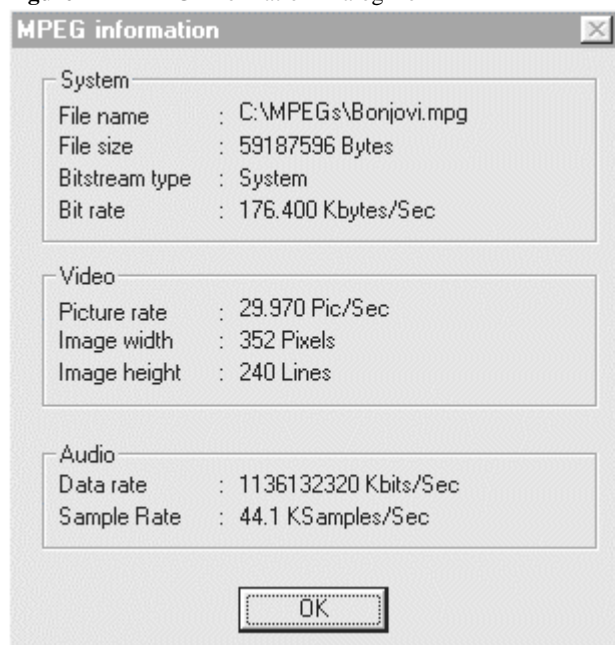 MPEG information
System
File name : C:\MPEGs\Bonjovi.mpg
File size : 59187596 Bytes
Bitstream type : System
Bit rate : 176.400 Kbytes/Sec
Video
Picture rate : 29.970 Pic/Sec
Image width : 352 Pixels
Image height : 240 Lines
Audio
Data rate : 1136132320 Kbits/Sec
Sample Rate : 44.1 KSamples/Sec
OK